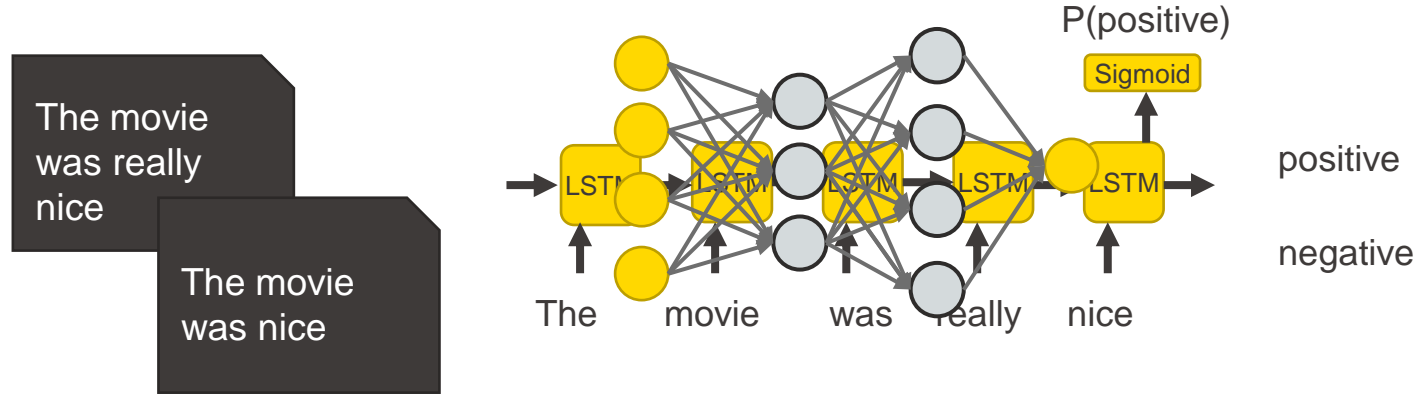 The movie
was really
nice
The movie
was nice
P(positive)
Sigmoid
LSTM LSTM LSTM LSTM LSTM
The movie was really nice
positive
negative